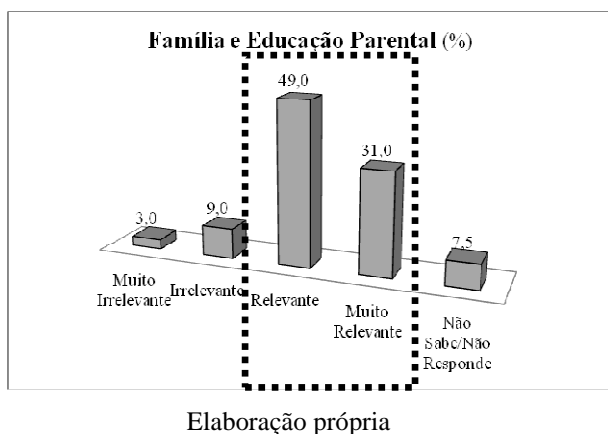 Família e Educação Parental (%)
49,0
31,0
9,0
7,5
3,0
Muito
Irrelevante
Irrelevante
Relevante
Muito
Relevante
Não
Sabe/Não
Responde
Elaboração própria